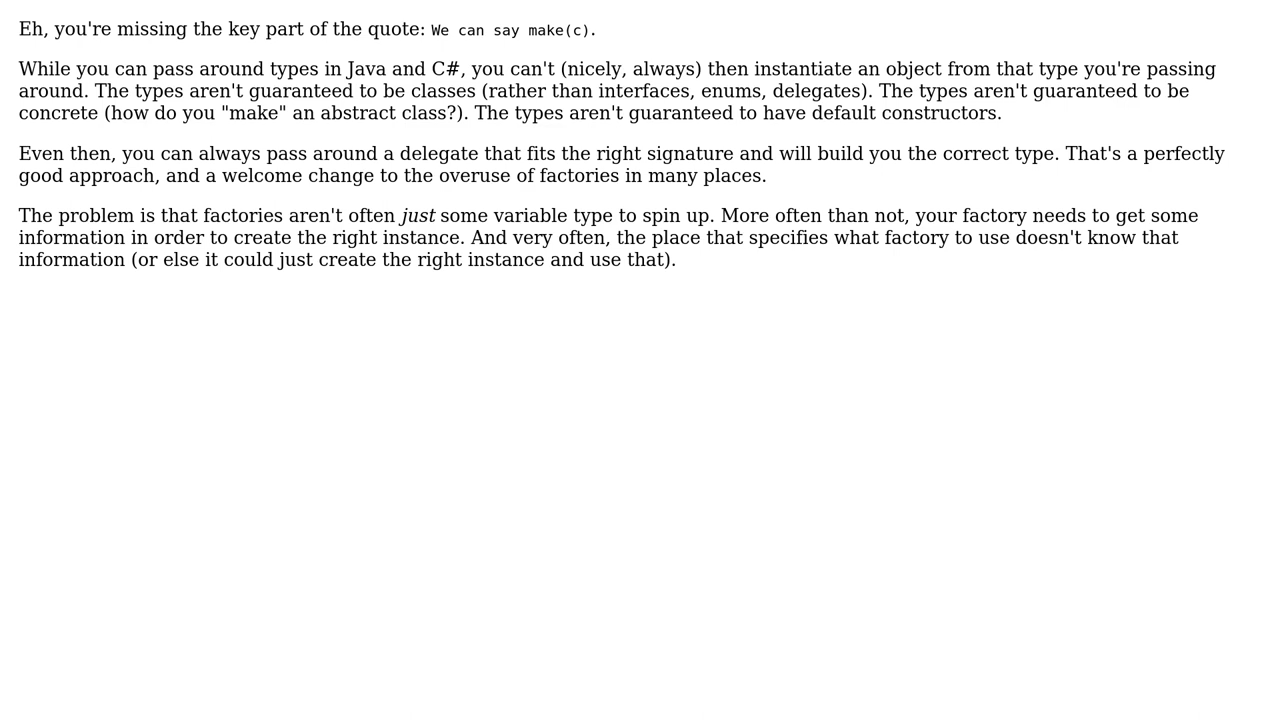 Eh, you're missing the key part of the quote: We can say make(c).
While you can pass around types in Java and C#, you can't (nicely, always) then instantiate an object from that type you're passing
around. The types aren't guaranteed to be classes (rather than interfaces, enums, delegates). The types aren't guaranteed to be
concrete (how do you "make" an abstract class?). The types aren't guaranteed to have default constructors.
Even then, you can always pass around a delegate that fits the right signature and will build you the correct type. That's a perfectly
good approach, and a welcome change to the overuse of factories in many places.
The problem is that factories aren't often just some variable type to spin up. More often than not, your factory needs to get some
information in order to create the right instance. And very often, the place that specifies what factory to use doesn't know that
information (or else it could just create the right instance and use that).